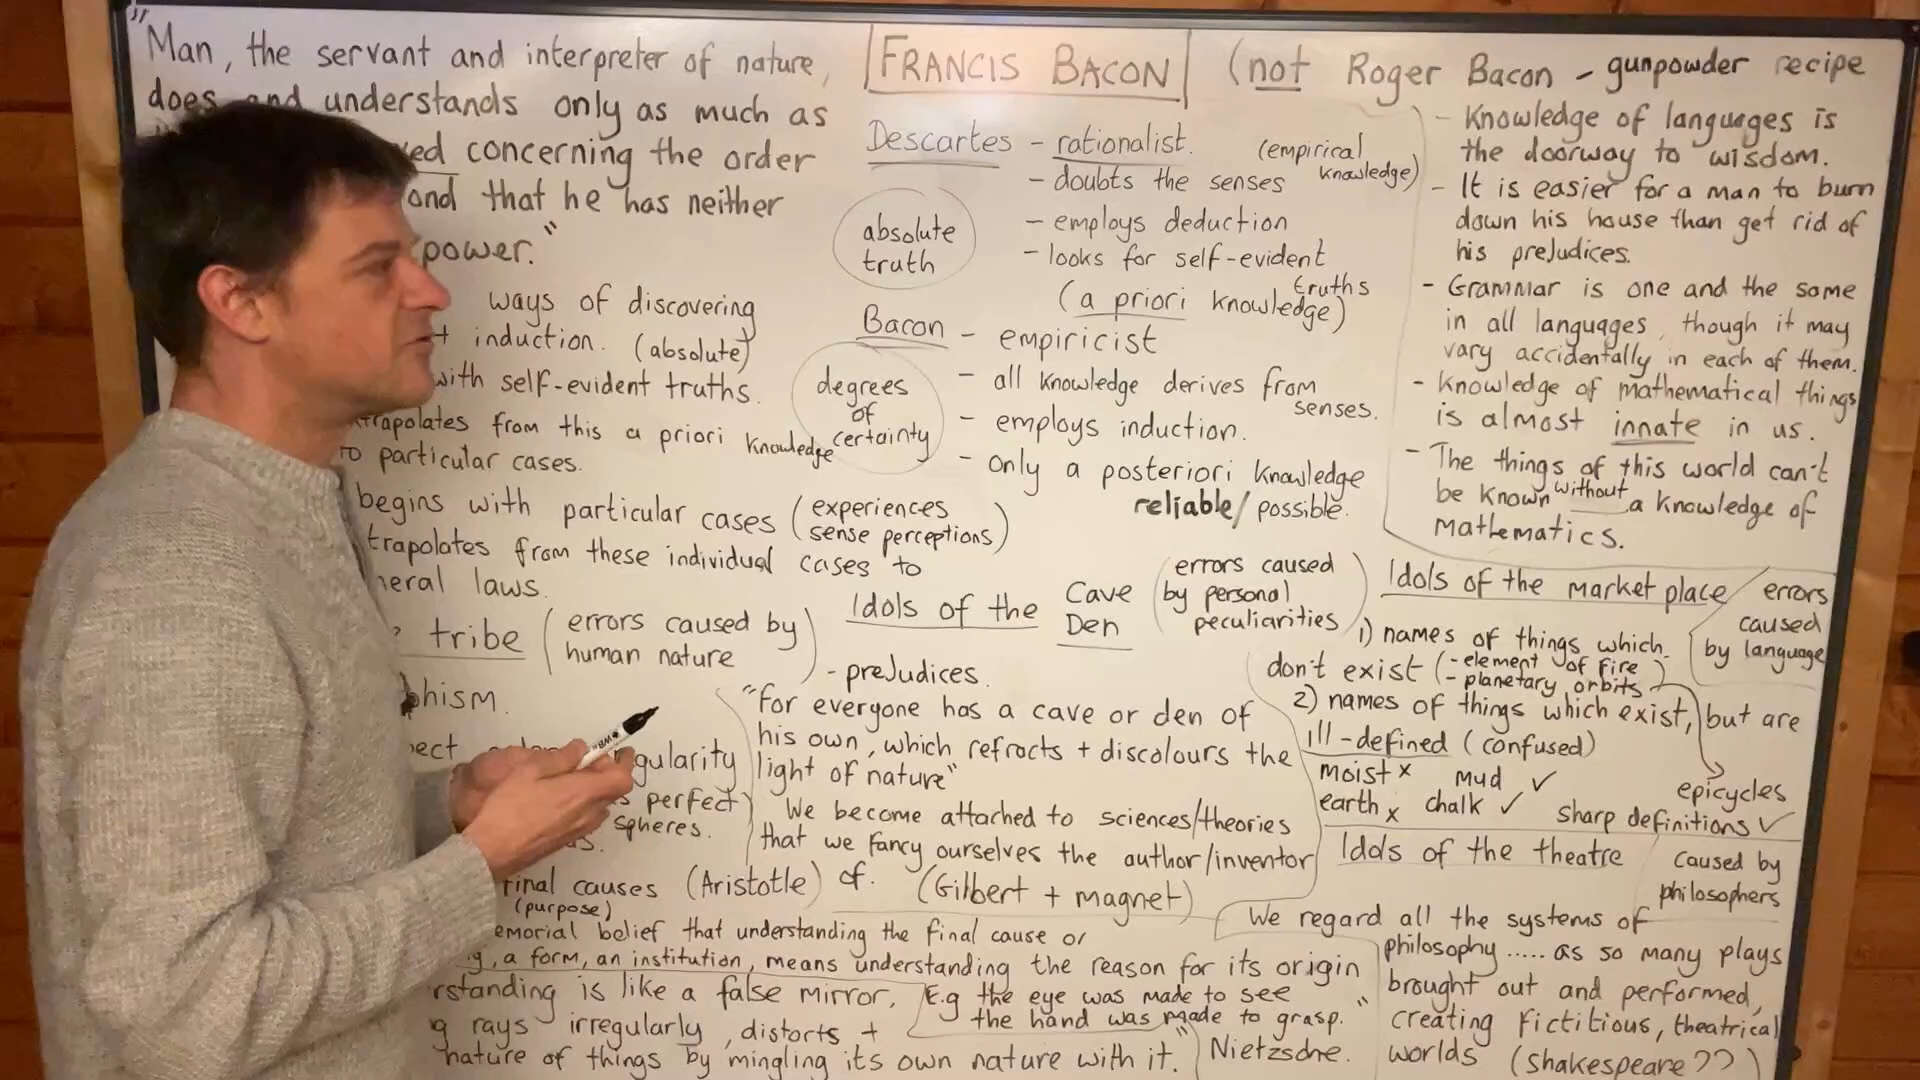 "Man, the servant and interpreter of nature,
does and understands only as much as
concerning the order
and that he has neither
power."
ways of discovering
induction. (absolute)
with self-evident truths.
from this a priori knowledge
to particular cases.
begins with particular cases (experiences
sense perceptions)
from these individual cases to
laws.
tribe (errors caused by
human nature)
perfect
spheres.
final causes (Aristotle) cf. (Gilbert + magnet)
(purpose)
belief that understanding the final cause or
a form, an institution, means understanding the reason for its origin
is like a false mirror.
rays irregularly, distorts +
nature of things by mingling its own nature with it."
E.g the eye was made to see
the hand was made to grasp."
Nietzsche.
FRANCIS BACON (not Roger Bacon - gunpowder recipe
Descartes - rationalist. (empirical
knowledge)
- doubts the senses
absolute
truth
- employs deduction
- looks for self-evident
truths
(a priori knowledge)
Bacon - empiricist
degrees
of
certainty
- all knowledge derives from
senses.
- employs induction.
- only a posteriori knowledge
reliable/possible.
Idols of the Cave
Den
(errors caused
by personal
peculiarities)
- prejudices.
"For everyone has a cave or den of
his own, which refracts + discolours the
light of nature"
We become attached to sciences/theories
that we fancy ourselves the author/inventor
- Knowledge of languages is
the doorway to wisdom.
- It is easier for a man to burn
down his house than get rid of
his prejudices.
- Grammar is one and the same
in all languages, though it may
vary accidentally in each of them.
- Knowledge of mathematical things
is almost innate in us.
- The things of this world can't
be known without a knowledge of
mathematics.
Idols of the market place
errors
caused
by language
1) names of things which
don't exist (- element of fire
- planetary orbits)
2) names of things which exist, but are
ill-defined (confused)
moist x mud ✓
earth x chalk ✓
epicycles
sharp definitions ✓
Idols of the theatre
caused by
philosophers
We regard all the systems of
philosophy ..... as so many plays
brought out and performed,
creating fictitious, theatrical
worlds (Shakespeare??)